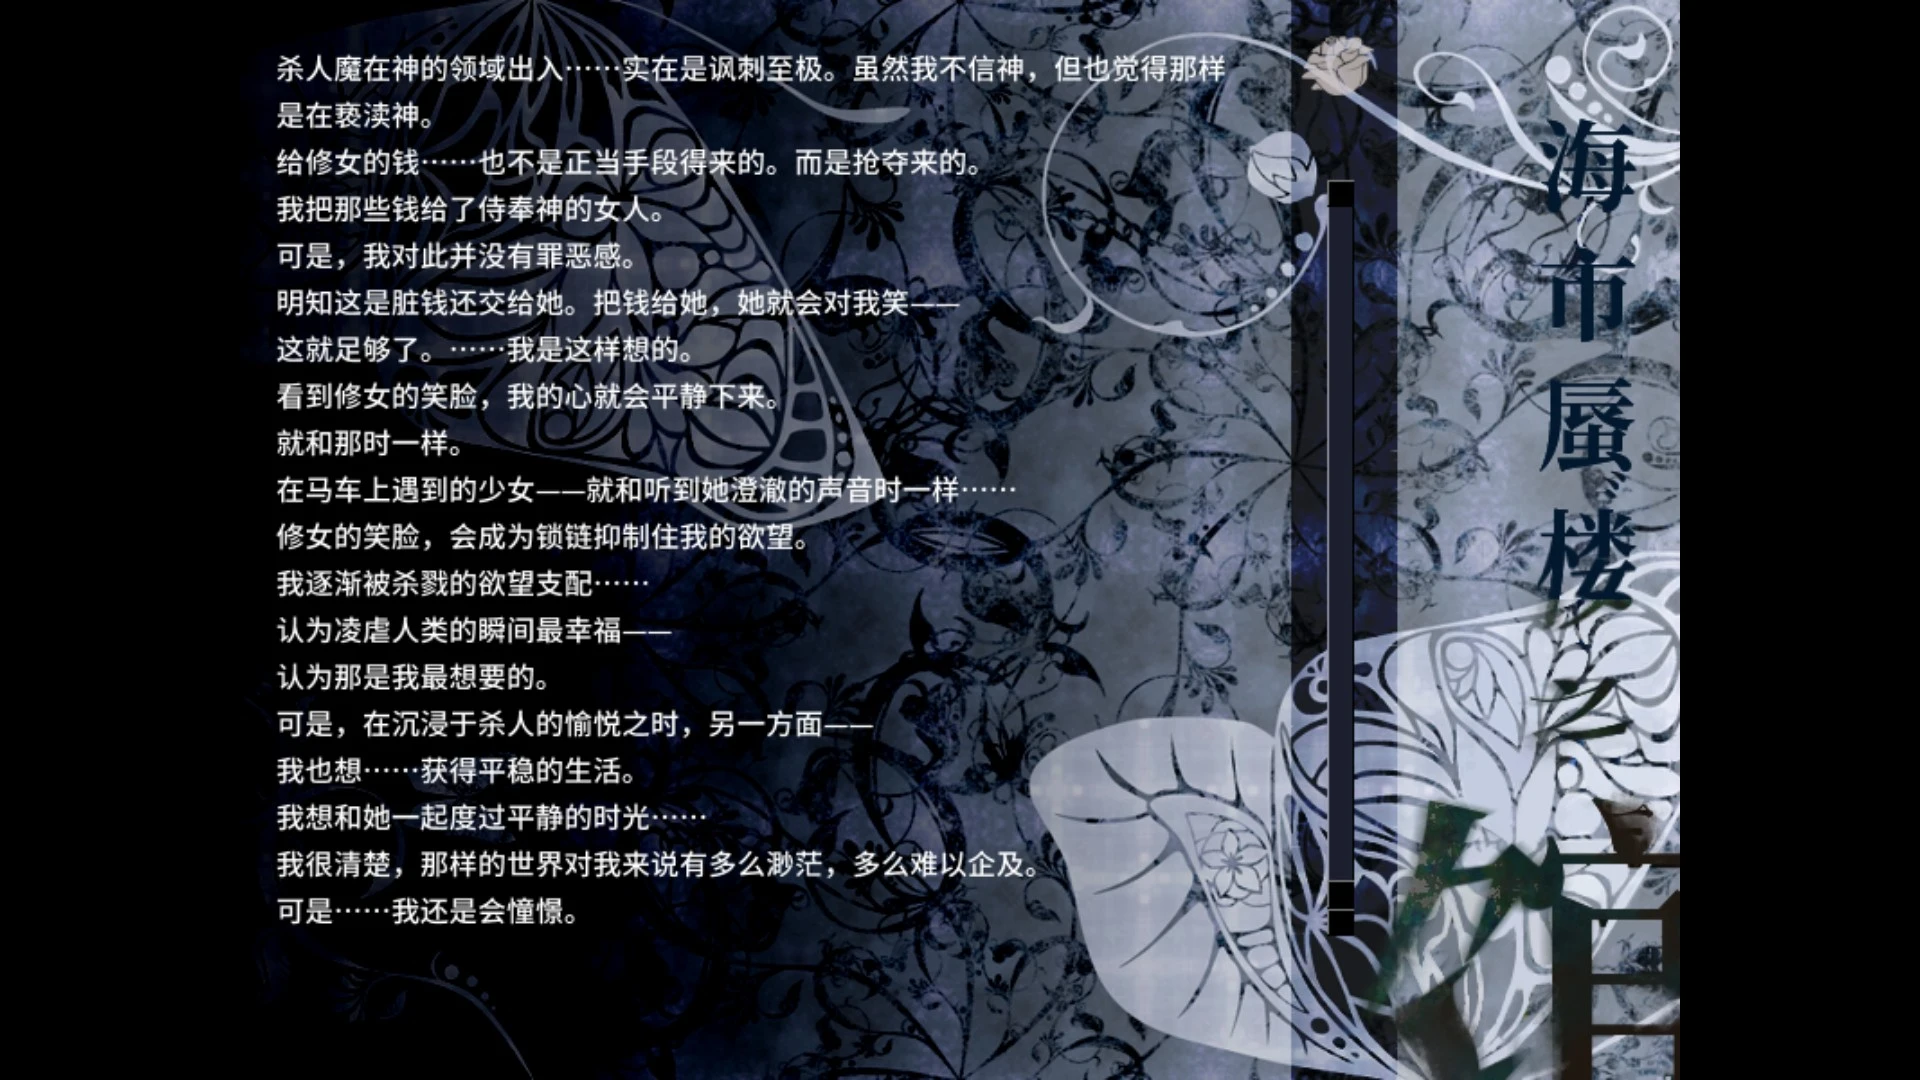 杀人魔在神的领域出入……实在是讽刺至极。虽然我不信神，但也觉得那样
是在亵渎神。
给修女的钱……也不是正当手段得来的。而是抢夺来的。
我把那些钱给了侍奉神的女人。
可是，我对此并没有罪恶感。
明知这是脏钱还交给她。把钱给她，她就会对我笑——
这就足够了。……我是这样想的。
看到修女的笑脸，我的心就会平静下来。
就和那时一样。
在马车上遇到的少女——就和听到她澄澈的声音时一样……
修女的笑脸，会成为锁链抑制住我的欲望。
我逐渐被杀戮的欲望支配……
认为凌虐人类的瞬间最幸福——
认为那是我最想要的。
可是，在沉浸于杀人的愉悦之时，另一方面——
我也想……获得平稳的生活。
我想和她一起度过平静的时光……
我很清楚，那样的世界对我来说有多么渺茫，多么难以企及。
可是……我还是会憧憬。
海市蜃楼之馆